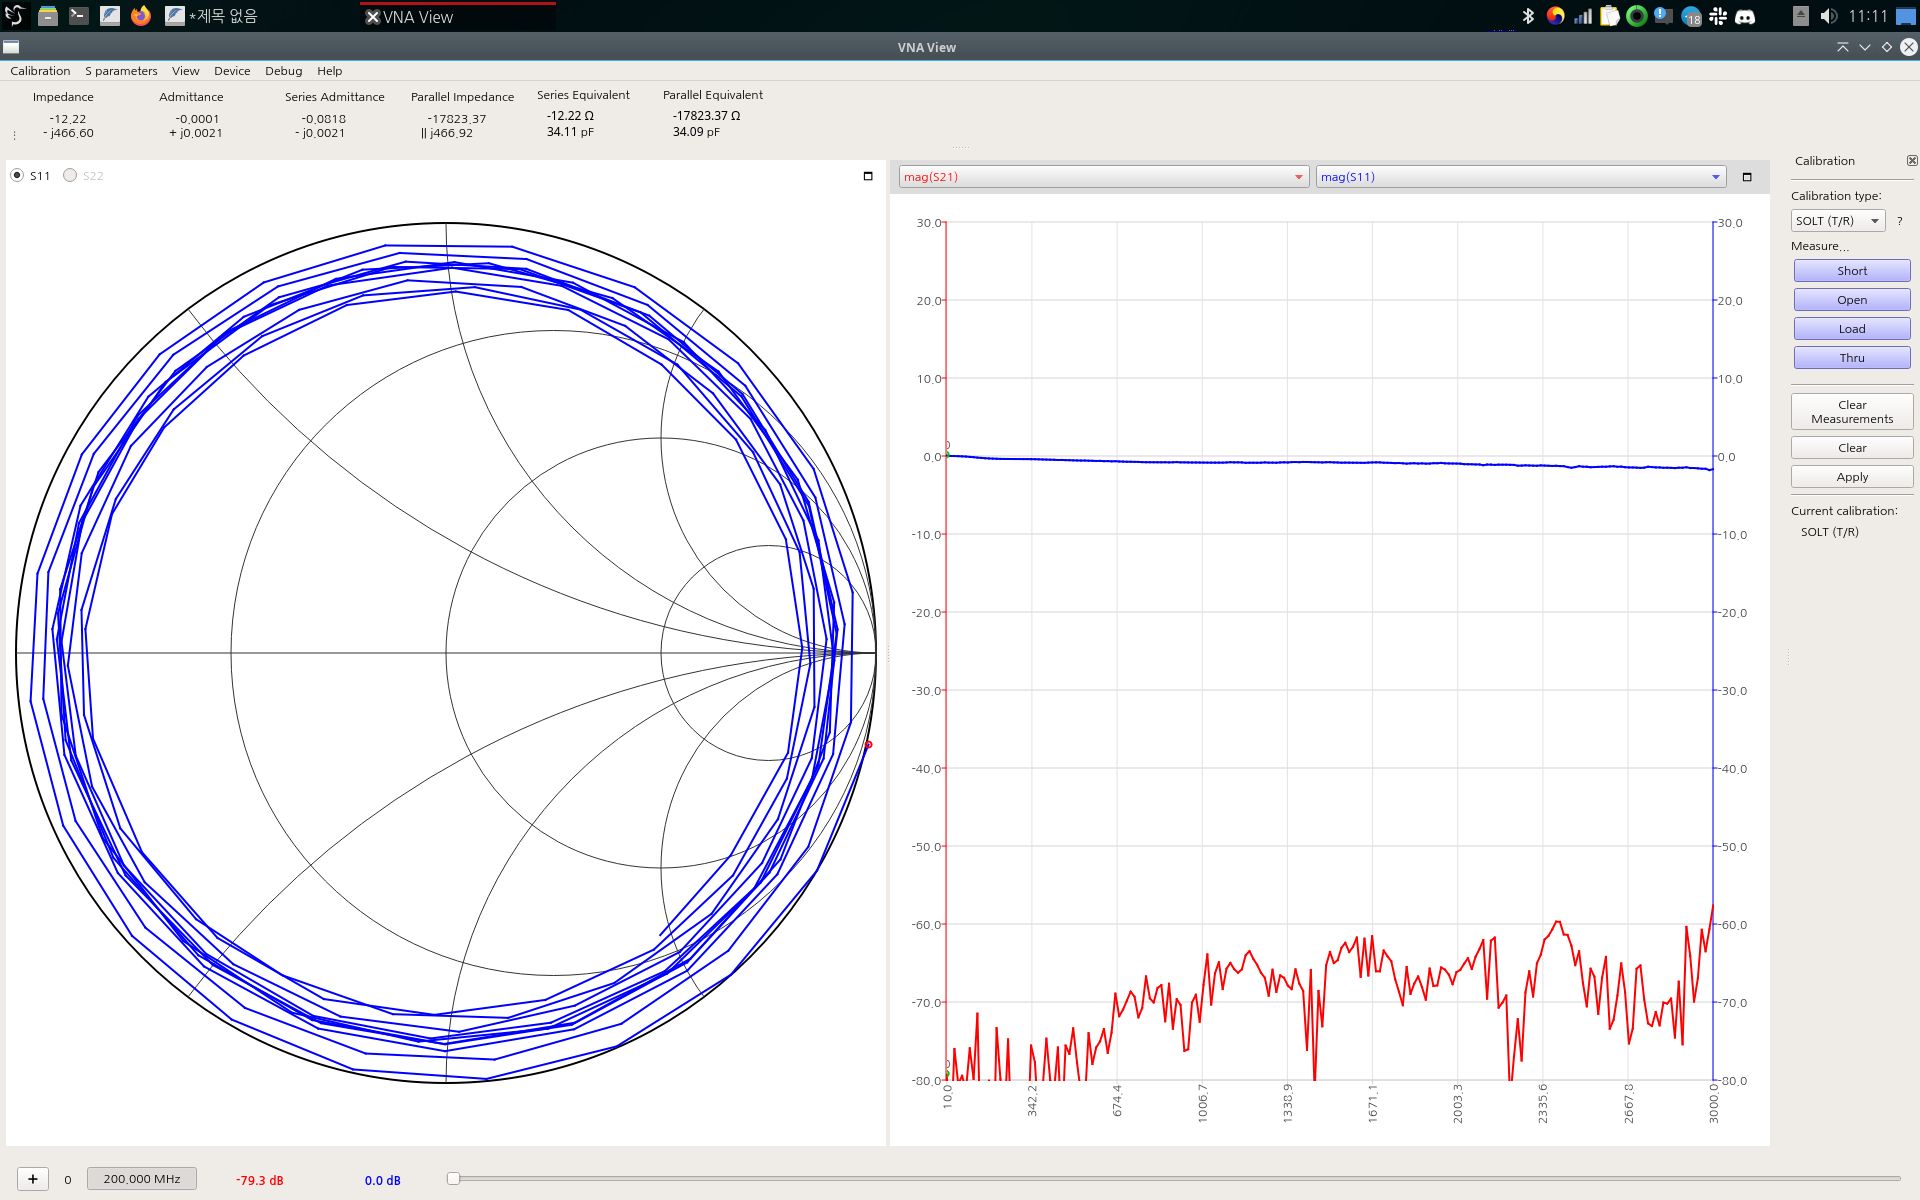 *제목 없음
VNA View
18
11:11
VNA View
Calibration S parameters View Device Debug Help
Impedance Admittance Series Admittance Parallel Impedance Series Equivalent Parallel Equivalent
-12.22 -0.0001 -0.0818 -17823.37 -12.22 Ω -17823.37 Ω
- j466.60 + j0.0021 - j0.0021 || j466.92 34.11 pF 34.09 pF
S11 S22
mag(S21) mag(S11)
30.0 30.0
20.0 20.0
10.0 10.0
0
0.0 0.0
-10.0 -10.0
-20.0 -20.0
-30.0 -30.0
-40.0 -40.0
-50.0 -50.0
-60.0 -60.0
-70.0 -70.0
0
-80.0 -80.0
10.0 342.2 674.4 1006.7 1338.9 1671.1 2003.3 2335.6 2667.8 3000.0
Calibration
Calibration type:
SOLT (T/R) ?
Measure...
Short
Open
Load
Thru
Clear
Measurements
Clear
Apply
Current calibration:
SOLT (T/R)
+ 0 200.000 MHz -79.3 dB 0.0 dB